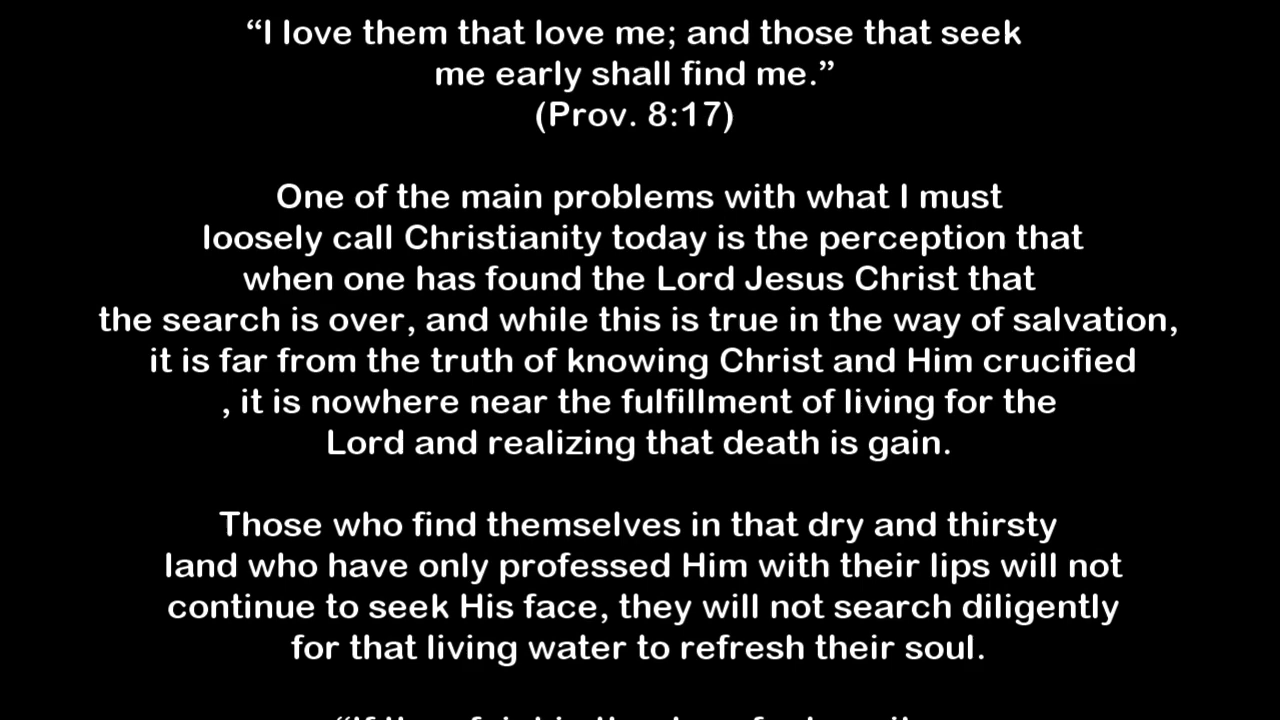 “I love them that love me; and those that seek
me early shall find me.”
(Prov. 8:17)
One of the main problems with what I must
loosely call Christianity today is the perception that
when one has found the Lord Jesus Christ that
the search is over, and while this is true in the way of salvation,
it is far from the truth of knowing Christ and Him crucified
, it is nowhere near the fulfillment of living for the
Lord and realizing that death is gain.
Those who find themselves in that dry and thirsty
land who have only professed Him with their lips will not
continue to seek His face, they will not search diligently
for that living water to refresh their soul.